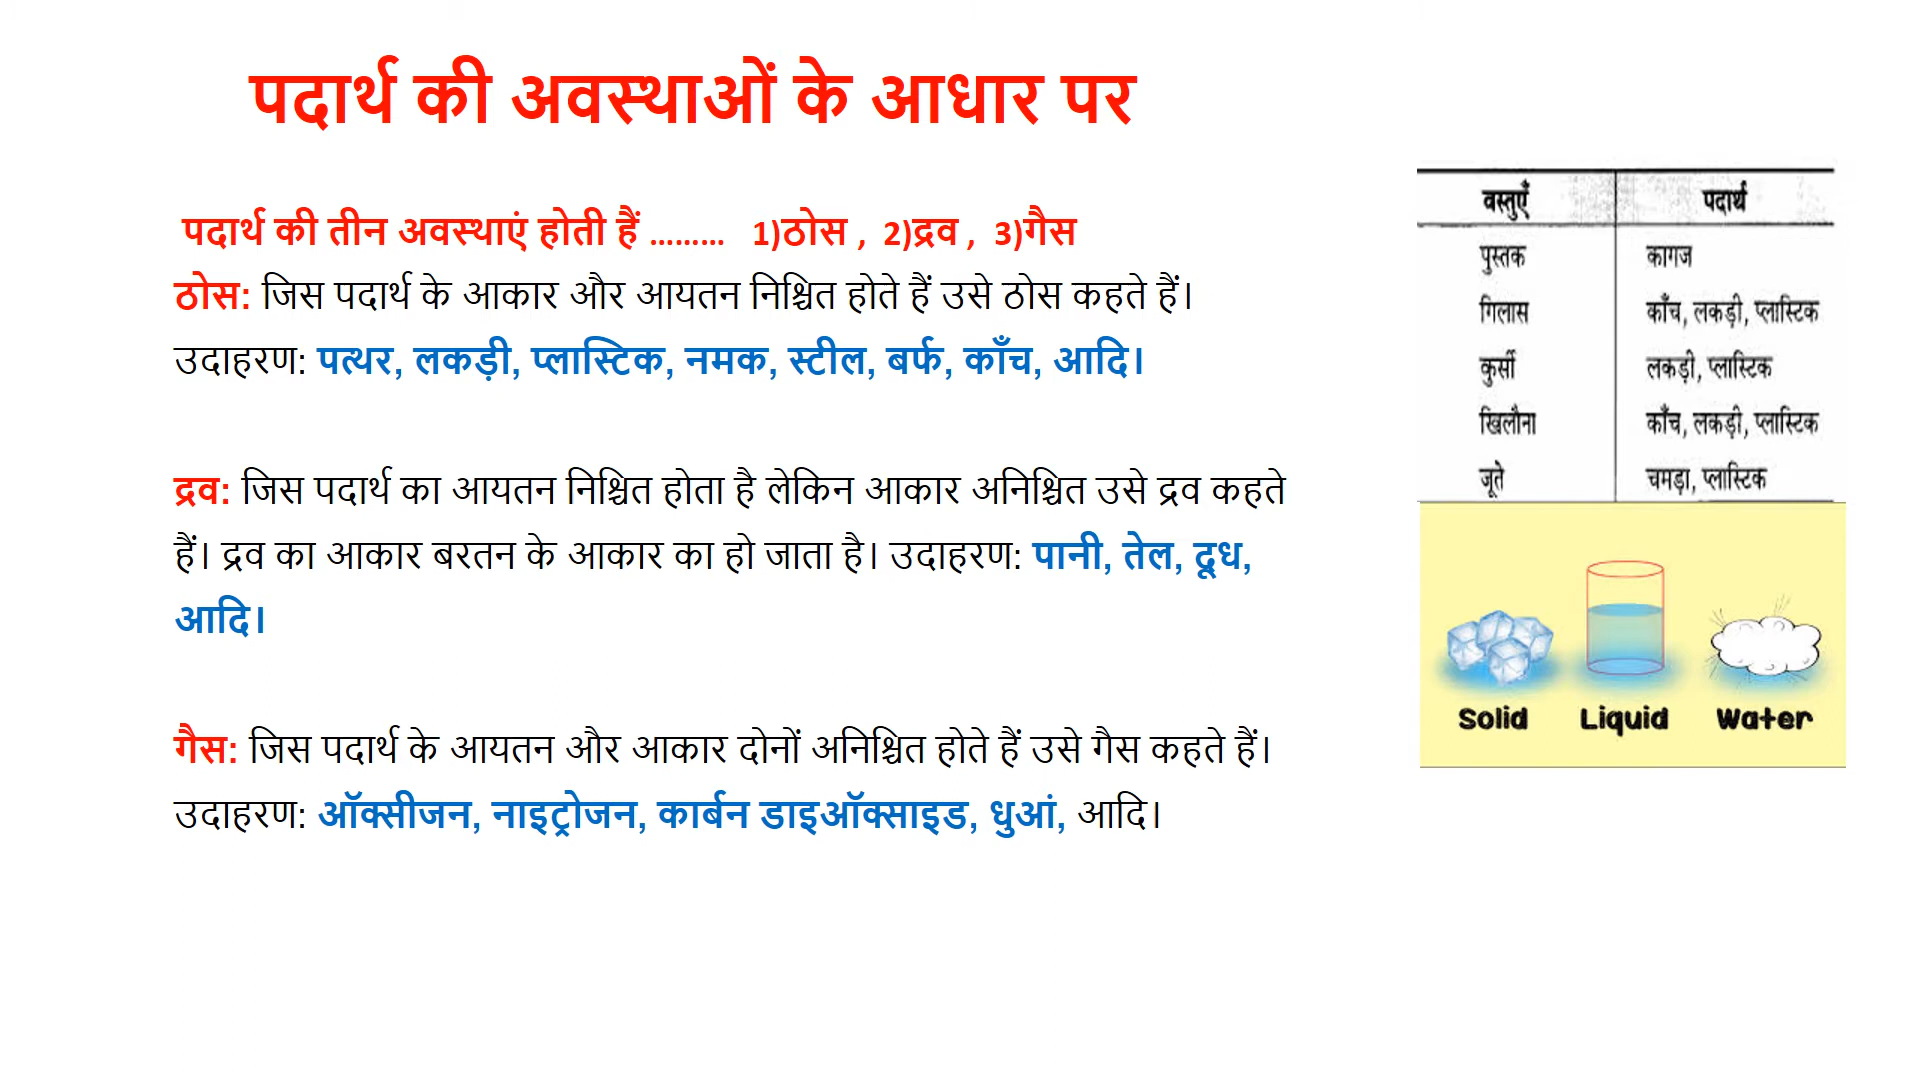 पदार्थ की अवस्थाओं के आधार पर
पदार्थ की तीन अवस्थाएं होती हैं ......... 1)ठोस , 2)द्रव , 3)गैस
ठोस: जिस पदार्थ के आकार और आयतन निश्चित होते हैं उसे ठोस कहते हैं।
उदाहरण: पत्थर, लकड़ी, प्लास्टिक, नमक, स्टील, बर्फ, काँच, आदि।
द्रव: जिस पदार्थ का आयतन निश्चित होता है लेकिन आकार अनिश्चित उसे द्रव कहते
हैं। द्रव का आकार बरतन के आकार का हो जाता है। उदाहरण: पानी, तेल, दूध,
आदि।
गैस: जिस पदार्थ के आयतन और आकार दोनों अनिश्चित होते हैं उसे गैस कहते हैं।
उदाहरण: ऑक्सीजन, नाइट्रोजन, कार्बन डाइऑक्साइड, धुआं, आदि।
वस्तुएँ पदार्थ
पुस्तक कागज
गिलास काँच, लकड़ी, प्लास्टिक
कुर्सी लकड़ी, प्लास्टिक
खिलौना काँच, लकड़ी, प्लास्टिक
जूते चमड़ा, प्लास्टिक
Solid Liquid Water